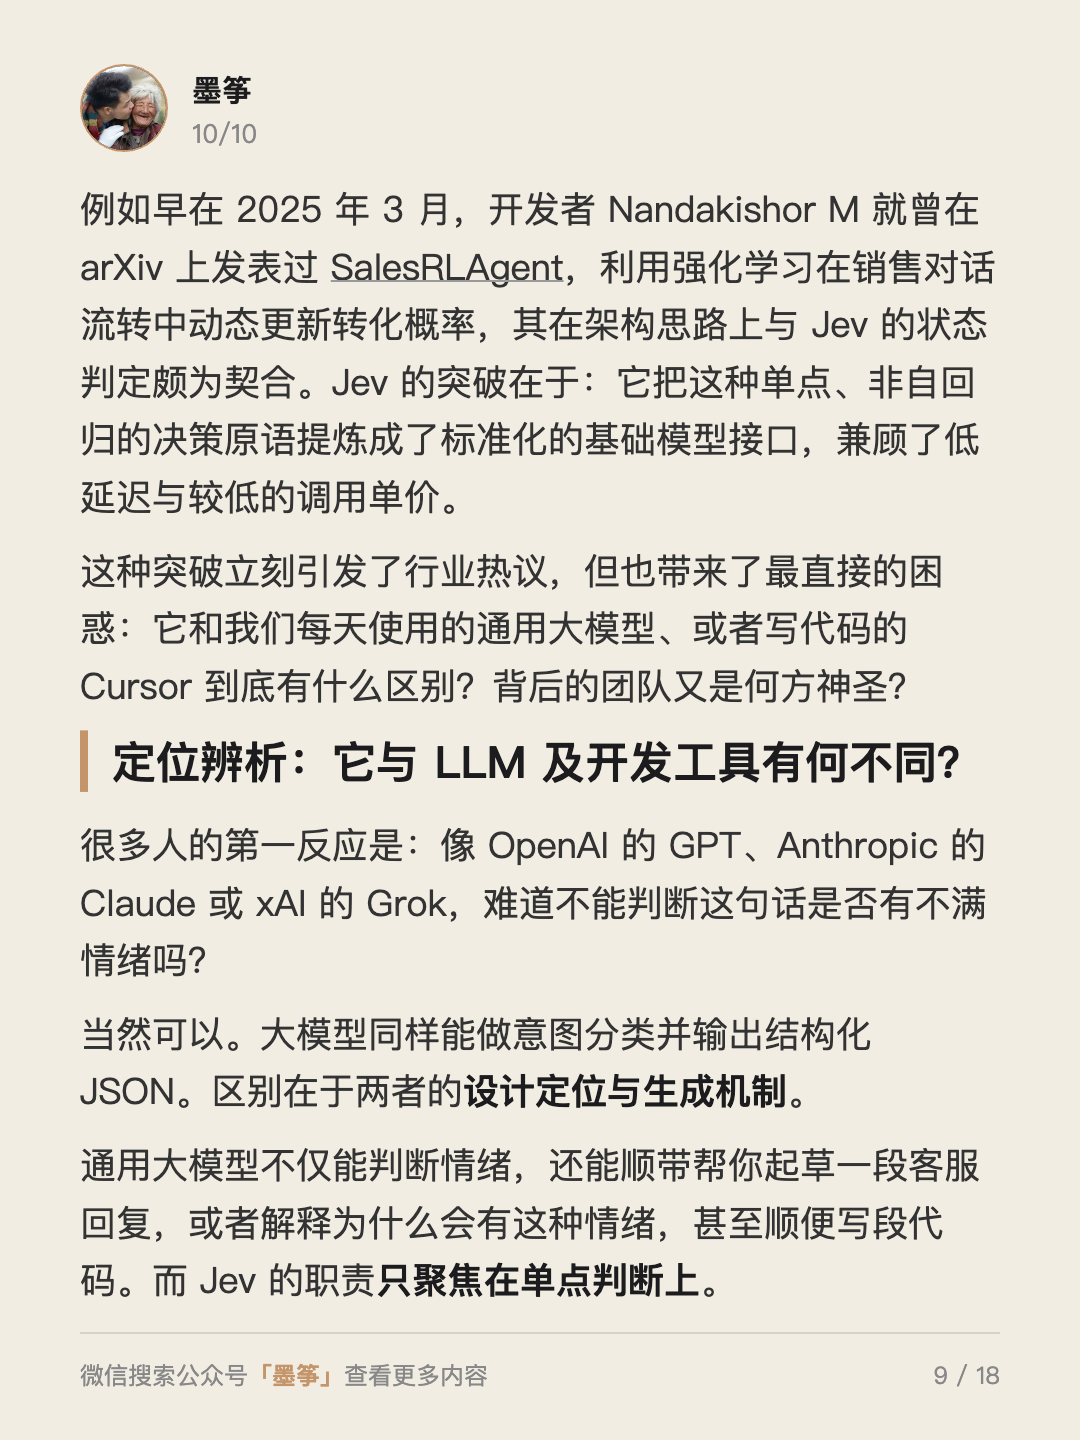 墨筝
10/10
例如早在 2025 年 3 月，开发者 Nandakishor M 就曾在
arXiv 上发表过 SalesRLAgent，利用强化学习在销售对话
流转中动态更新转化概率，其在架构思路上与 Jev 的状态
判定颇为契合。Jev 的突破在于：它把这种单点、非自回
归的决策原语提炼成了标准化的基础模型接口，兼顾了低
延迟与较低的调用单价。
这种突破立刻引发了行业热议，但也带来了最直接的困
惑：它和我们每天使用的通用大模型、或者写代码的
Cursor 到底有什么区别？背后的团队又是何方神圣？
定位辨析：它与 LLM 及开发工具有何不同？
很多人的第一反应是：像 OpenAI 的 GPT、Anthropic 的
Claude 或 xAI 的 Grok，难道不能判断这句话是否有不满
情绪吗？
当然可以。大模型同样能做意图分类并输出结构化
JSON。区别在于两者的设计定位与生成机制。
通用大模型不仅能判断情绪，还能顺带帮你起草一段客服
回复，或者解释为什么会有这种情绪，甚至顺便写段代
码。而 Jev 的职责只聚焦在单点判断上。
微信搜索公众号「墨筝」查看更多内容
9 / 18